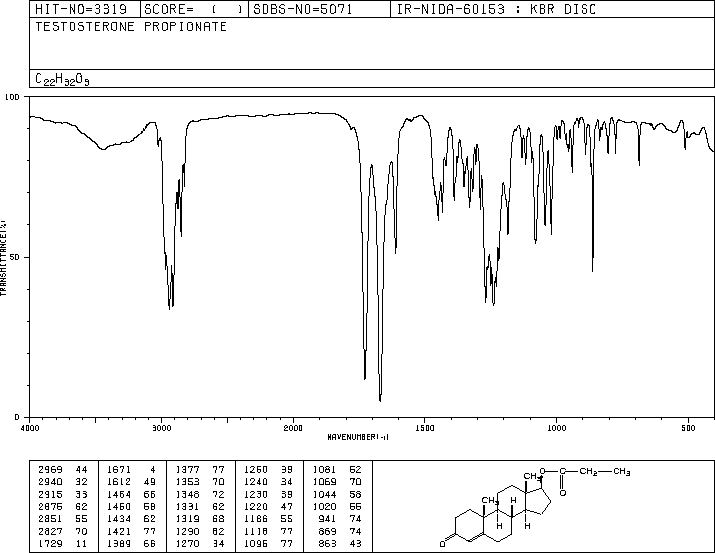 HIT-NO=3319 SCORE= ( ) SDBS-NO=5071 IR-NIDA-60153 : KBR DISC
TESTOSTERONE PROPIONATE
C22H32O3
100
50
0
TRANSMITTANCE(%)
4000 3000 2000 1500 1000 500
WAVENUMBER(-1)
2969 44 1671 4 1377 77 1260 39 1081 52
2940 32 1612 49 1353 70 1240 34 1069 70
2915 33 1464 66 1348 72 1230 39 1044 58
2875 62 1450 58 1331 62 1220 47 1020 55
2851 55 1434 62 1319 68 1186 55 941 74
2827 70 1421 77 1290 62 1118 77 869 74
1729 11 1389 66 1270 34 1096 77 863 43
CH3 O C CH2 CH3
O
CH3
H
H H
O